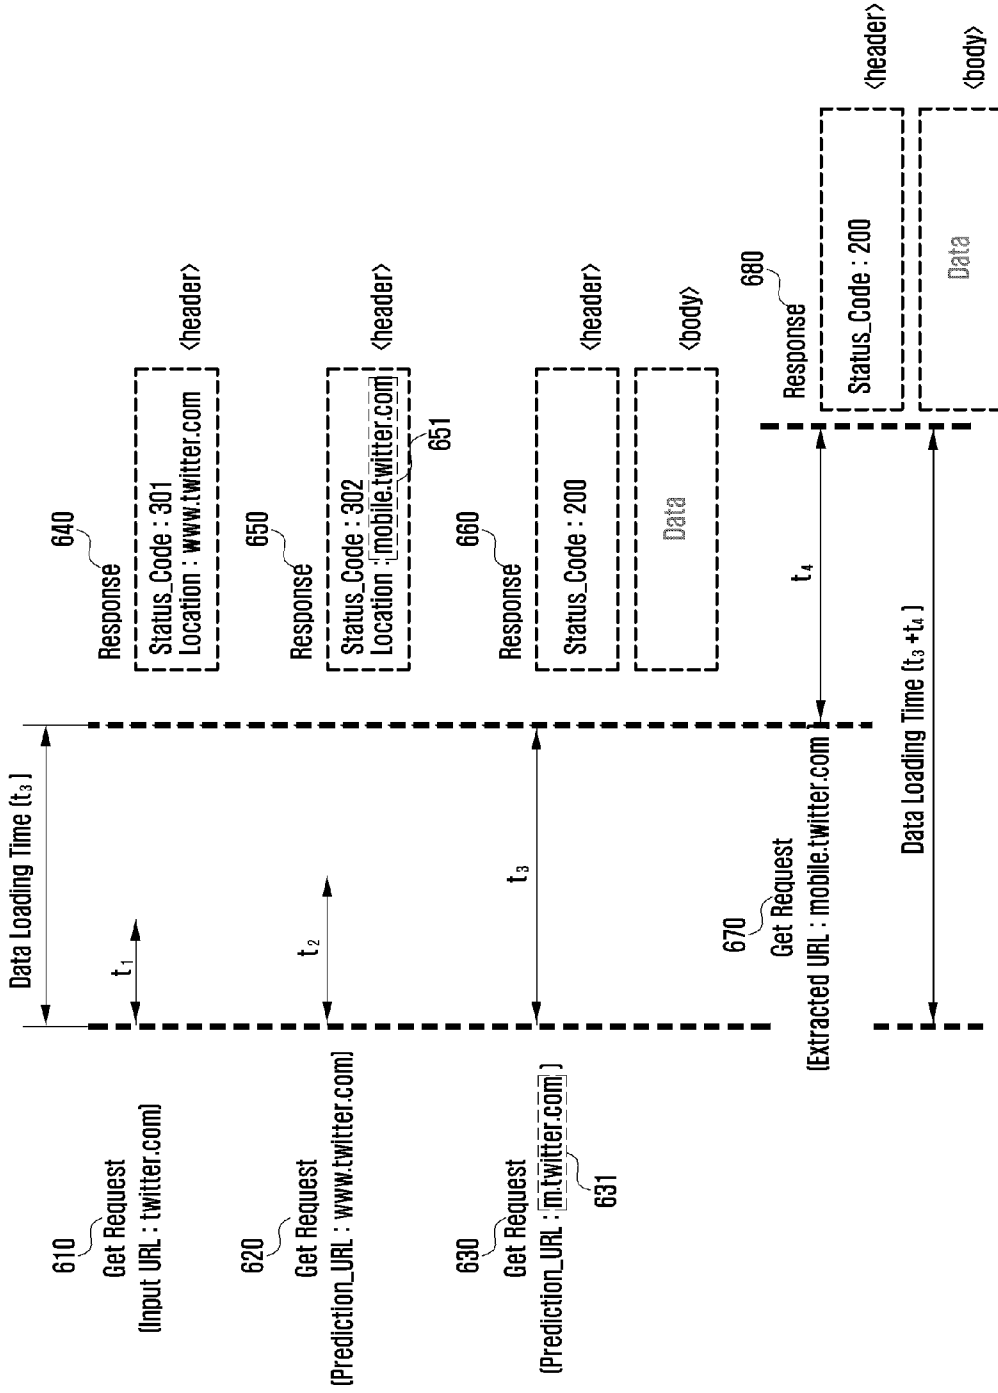 Data Loading Time (t₃)
610
Get Request
(Input URL : twitter.com)
t₁
640
Response
Status_Code : 301
Location : www.twitter.com
<header>
620
Get Request
(Prediction_URL : www.twitter.com)
t₂
650
Response
Status_Code : 302
Location : mobile.twitter.com
651
<header>
630
Get Request
(Prediction_URL : m.twitter.com )
631
t₃
660
Response
Status_Code : 200
<header>
Data
<body>
670
Get Request
(Extracted URL : mobile.twitter.com )
t₄
680
Response
Status_Code : 200
<header>
Data Loading Time (t₃ +t₄)
Data
<body>